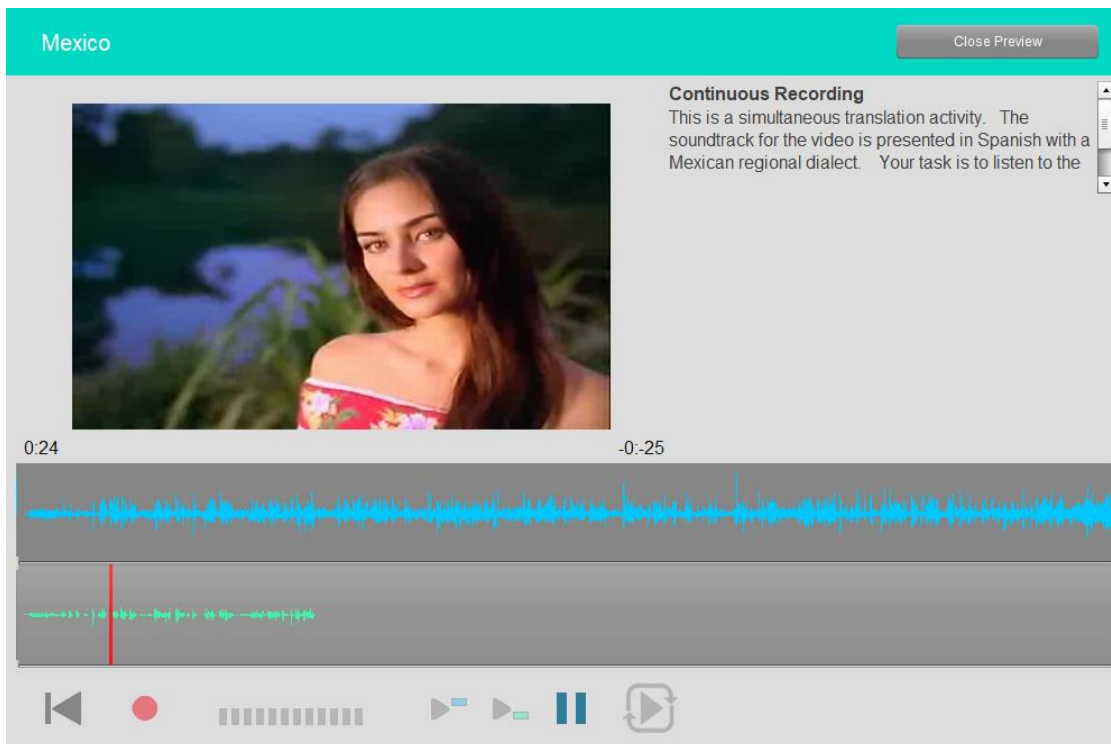 Mexico
Close Preview
Continuous Recording
This is a simultaneous translation activity. The
soundtrack for the video is presented in Spanish with a
Mexican regional dialect. Your task is to listen to the
0:24
-0:-25